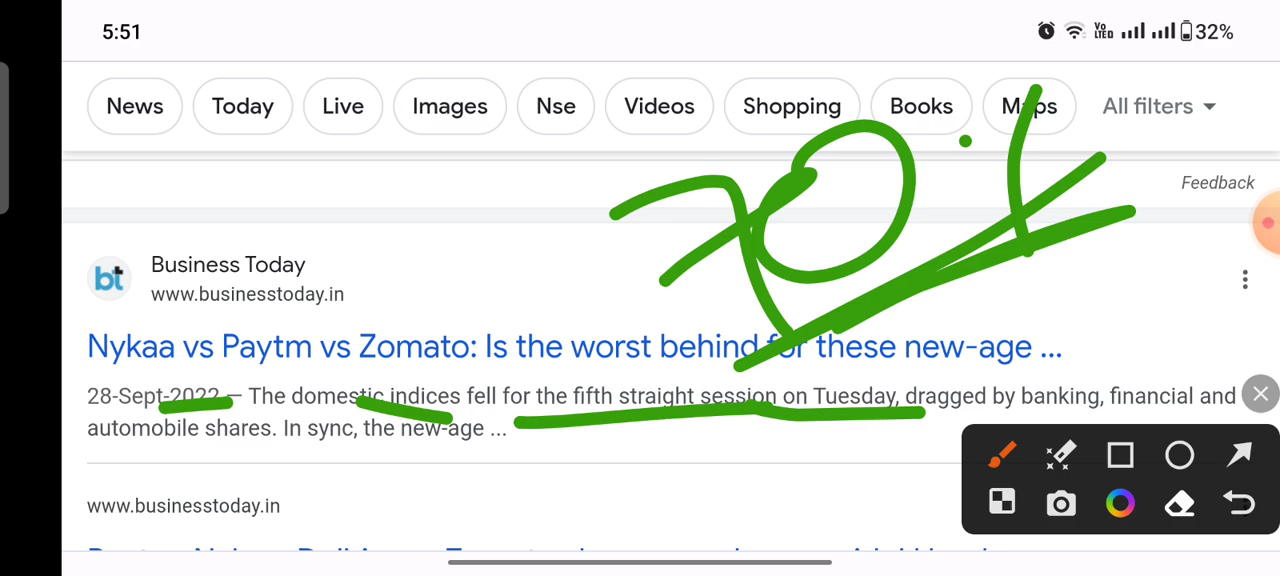 5:51 Vo LTED 32%
News Today Live Images Nse Videos Shopping Books Maps All filters
Feedback
bt Business Today
www.businesstoday.in
Nykaa vs Paytm vs Zomato: Is the worst behind for these new-age ...
28-Sept-2022 — The domestic indices fell for the fifth straight session on Tuesday, dragged by banking, financial and
automobile shares. In sync, the new-age ...
www.businesstoday.in